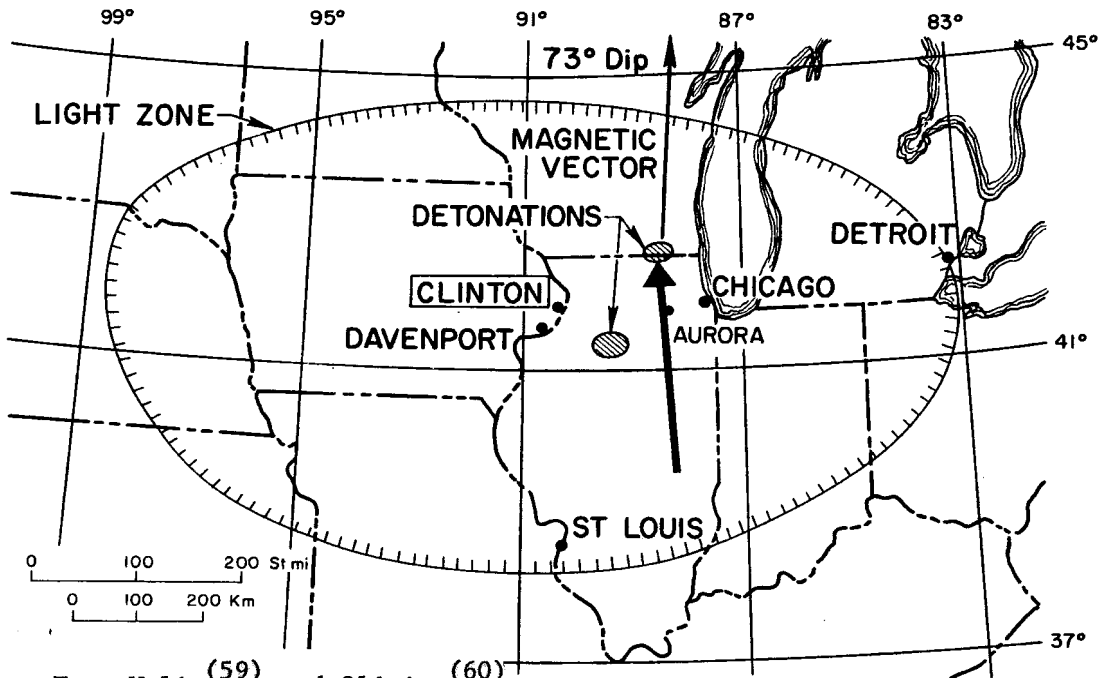 99° 95° 91° 87° 83°
45°
73° Dip
LIGHT ZONE
MAGNETIC
VECTOR
DETONATIONS
DETROIT
CLINTON
CHICAGO
DAVENPORT
AURORA
41°
ST LOUIS
0 100 200 St mi
0 100 200 Km
37°
(59) (60)